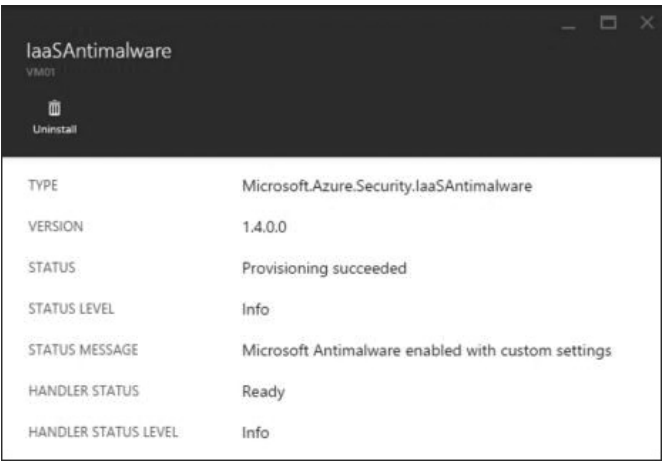 IaaSAntimalware
VM01
Uninstall
TYPE Microsoft.Azure.Security.IaaSAntimalware
VERSION 1.4.0.0
STATUS Provisioning succeeded
STATUS LEVEL Info
STATUS MESSAGE Microsoft Antimalware enabled with custom settings
HANDLER STATUS Ready
HANDLER STATUS LEVEL Info